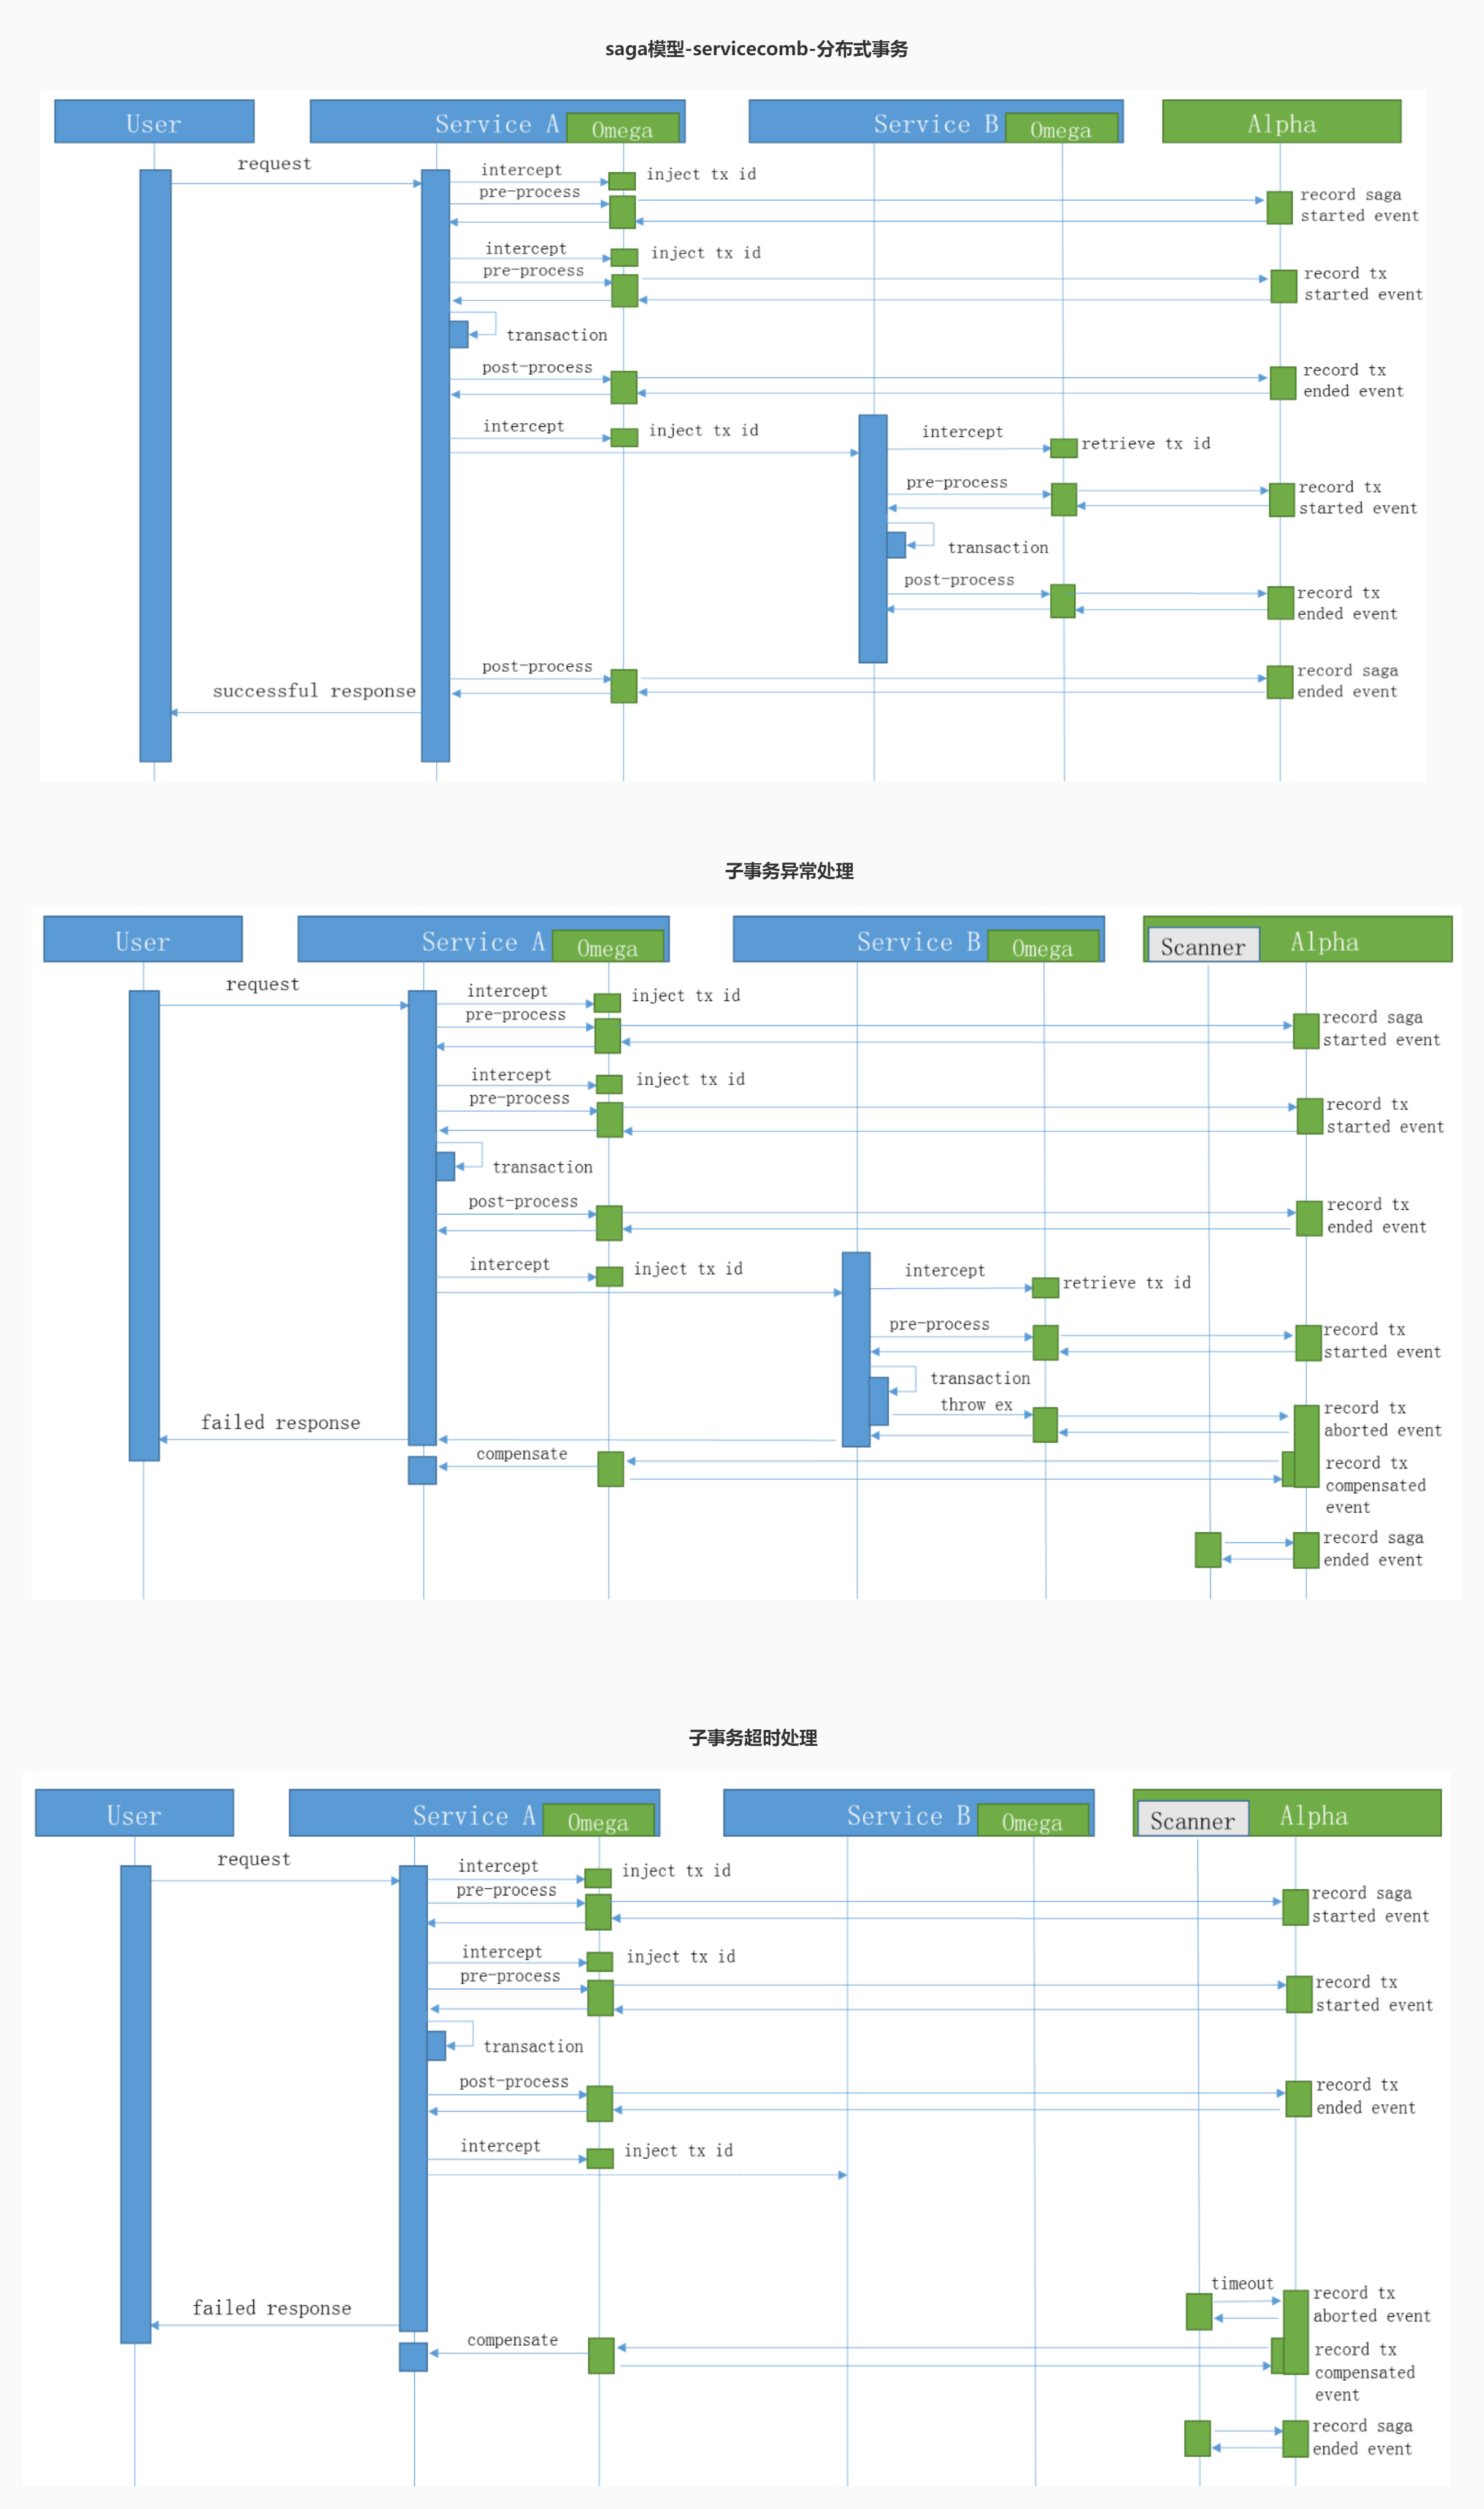 saga模型-servicecomb-分布式事务
User
Service A
Omega
Service B
Omega
Alpha
request
intercept
inject tx id
pre-process
record saga
started event
intercept
inject tx id
pre-process
record tx
started event
transaction
post-process
record tx
ended event
intercept
inject tx id
intercept
retrieve tx id
pre-process
record tx
started event
transaction
post-process
record tx
ended event
post-process
record saga
ended event
successful response
子事务异常处理
User
Service A
Omega
Service B
Omega
Scanner
Alpha
request
intercept
inject tx id
pre-process
record saga
started event
intercept
inject tx id
pre-process
record tx
started event
transaction
post-process
record tx
ended event
intercept
inject tx id
intercept
retrieve tx id
pre-process
record tx
started event
transaction
throw ex
record tx
aborted event
failed response
compensate
record tx
compensated
event
record saga
ended event
子事务超时处理
User
Service A
Omega
Service B
Omega
Scanner
Alpha
request
intercept
inject tx id
pre-process
record saga
started event
intercept
inject tx id
pre-process
record tx
started event
transaction
post-process
record tx
ended event
intercept
inject tx id
timeout
record tx
aborted event
failed response
compensate
record tx
compensated
event
record saga
ended event